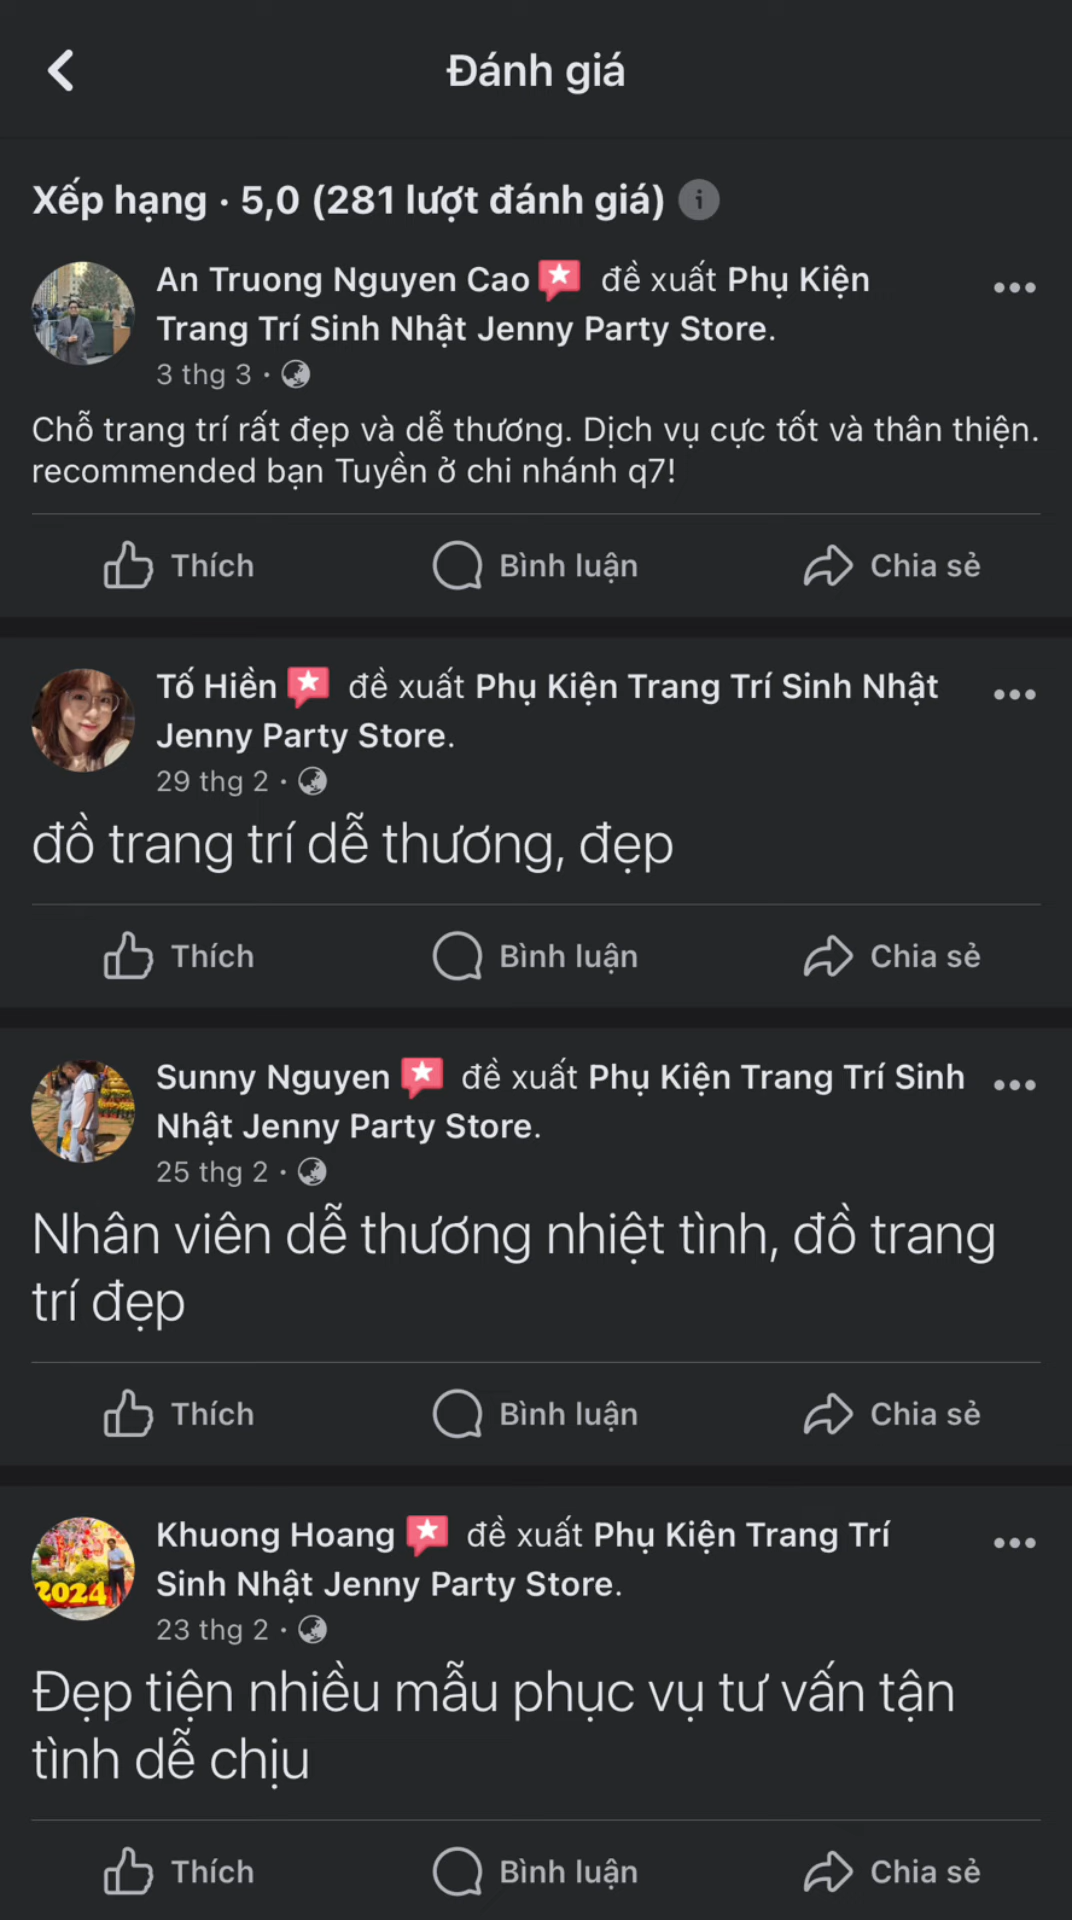 Đánh giá
Xếp hạng · 5,0 (281 lượt đánh giá)
An Truong Nguyen Cao đề xuất Phụ Kiện
Trang Trí Sinh Nhật Jenny Party Store.
3 thg 3 ·
Chỗ trang trí rất đẹp và dễ thương. Dịch vụ cực tốt và thân thiện.
recommended bạn Tuyền ở chi nhánh q7!
Thích Bình luận Chia sẻ
Tố Hiền đề xuất Phụ Kiện Trang Trí Sinh Nhật
Jenny Party Store.
29 thg 2 ·
đồ trang trí dễ thương, đẹp
Thích Bình luận Chia sẻ
Sunny Nguyen đề xuất Phụ Kiện Trang Trí Sinh
Nhật Jenny Party Store.
25 thg 2 ·
Nhân viên dễ thương nhiệt tình, đồ trang
trí đẹp
Thích Bình luận Chia sẻ
Khuong Hoang đề xuất Phụ Kiện Trang Trí
Sinh Nhật Jenny Party Store.
2024
23 thg 2 ·
Đẹp tiện nhiều mẫu phục vụ tư vấn tận
tình dễ chịu
Thích Bình luận Chia sẻ